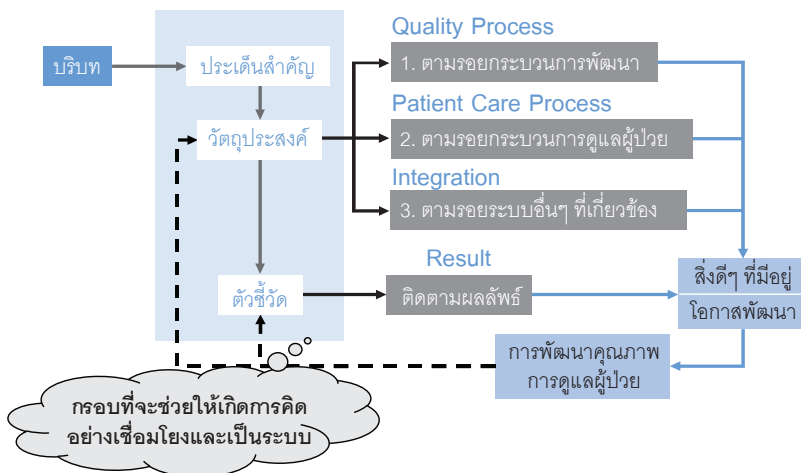 Quality Process
บริบท
ประเด็นสำคัญ
1. ตามรอยกระบวนการพัฒนา
Patient Care Process
วัตถุประสงค์
2. ตามรอยกระบวนการดูแลผู้ป่วย
Integration
3. ตามรอยระบบอื่นๆ ที่เกี่ยวข้อง
Result
ตัวชี้วัด
ติดตามผลลัพธ์
สิ่งดีๆ ที่มีอยู่
โอกาสพัฒนา
การพัฒนาคุณภาพ
การดูแลผู้ป่วย
กรอบที่จะช่วยให้เกิดการคิด
อย่างเชื่อมโยงและเป็นระบบ